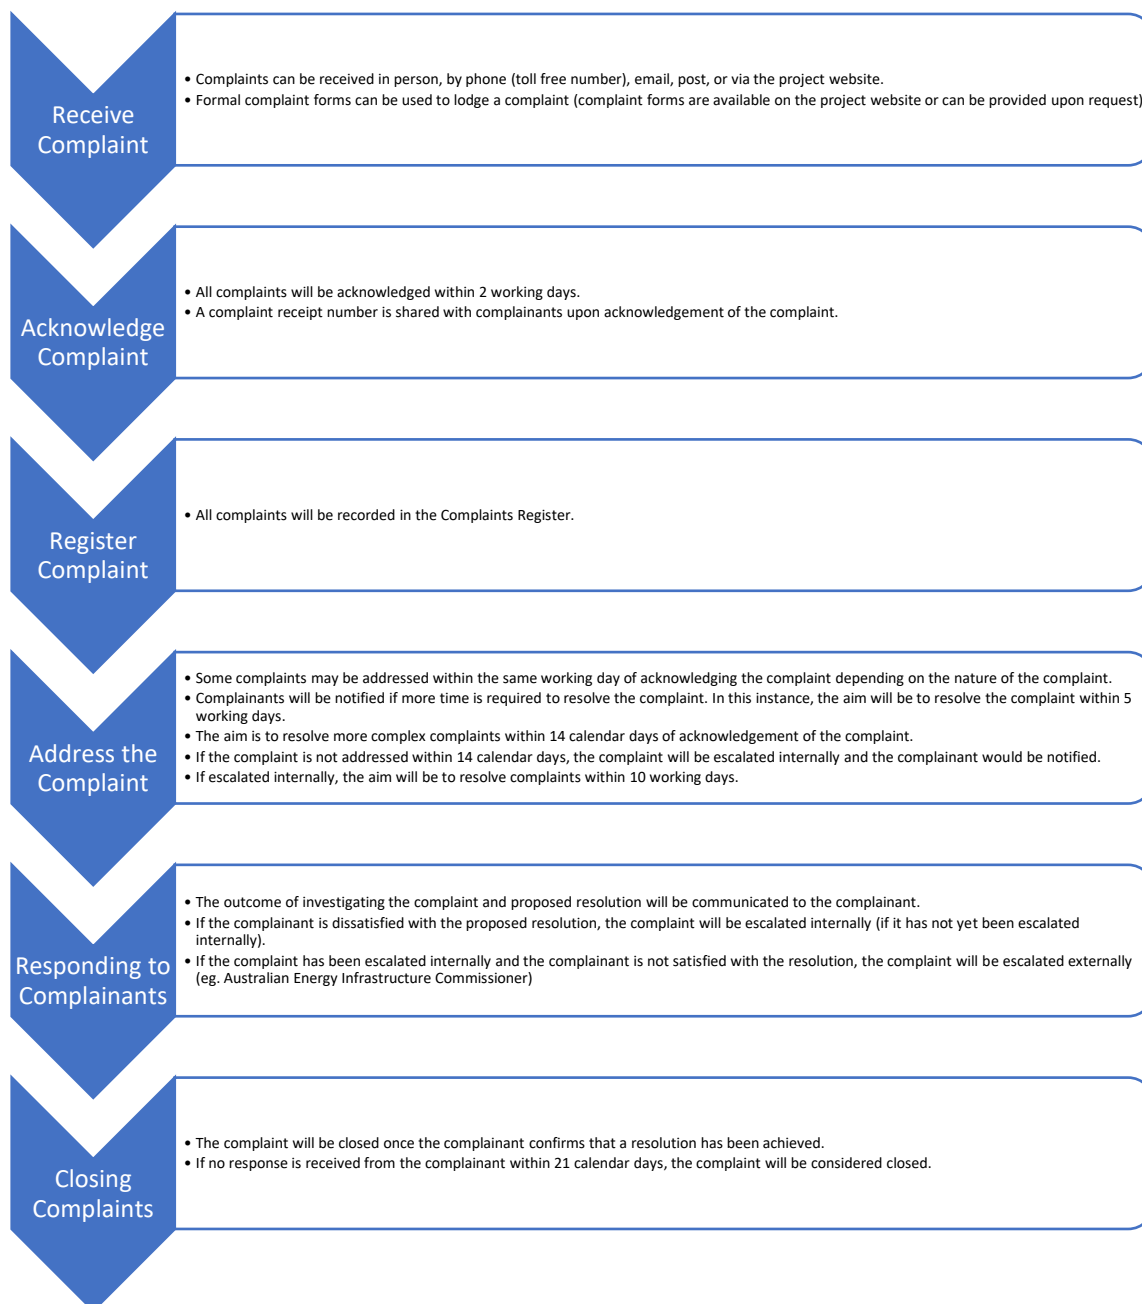 Receive
Complaint
• Complaints can be received in person, by phone (toll free number), email, post, or via the project website.
• Formal complaint forms can be used to lodge a complaint (complaint forms are available on the project website or can be provided upon request)
Acknowledge
Complaint
• All complaints will be acknowledged within 2 working days.
• A complaint receipt number is shared with complainants upon acknowledgement of the complaint.
Register
Complaint
• All complaints will be recorded in the Complaints Register.
Address the
Complaint
• Some complaints may be addressed within the same working day of acknowledging the complaint depending on the nature of the complaint.
• Complainants will be notified if more time is required to resolve the complaint. In this instance, the aim will be to resolve the complaint within 5
working days.
• The aim is to resolve more complex complaints within 14 calendar days of acknowledgement of the complaint.
• If the complaint is not addressed within 14 calendar days, the complaint will be escalated internally and the complainant would be notified.
• If escalated internally, the aim will be to resolve complaints within 10 working days.
Responding to
Complainants
• The outcome of investigating the complaint and proposed resolution will be communicated to the complainant.
• If the complainant is dissatisfied with the proposed resolution, the complaint will be escalated internally (if it has not yet been escalated
internally).
• If the complaint has been escalated internally and the complainant is not satisfied with the resolution, the complaint will be escalated externally
(eg. Australian Energy Infrastructure Commissioner)
Closing
Complaints
• The complaint will be closed once the complainant confirms that a resolution has been achieved.
• If no response is received from the complainant within 21 calendar days, the complaint will be considered closed.